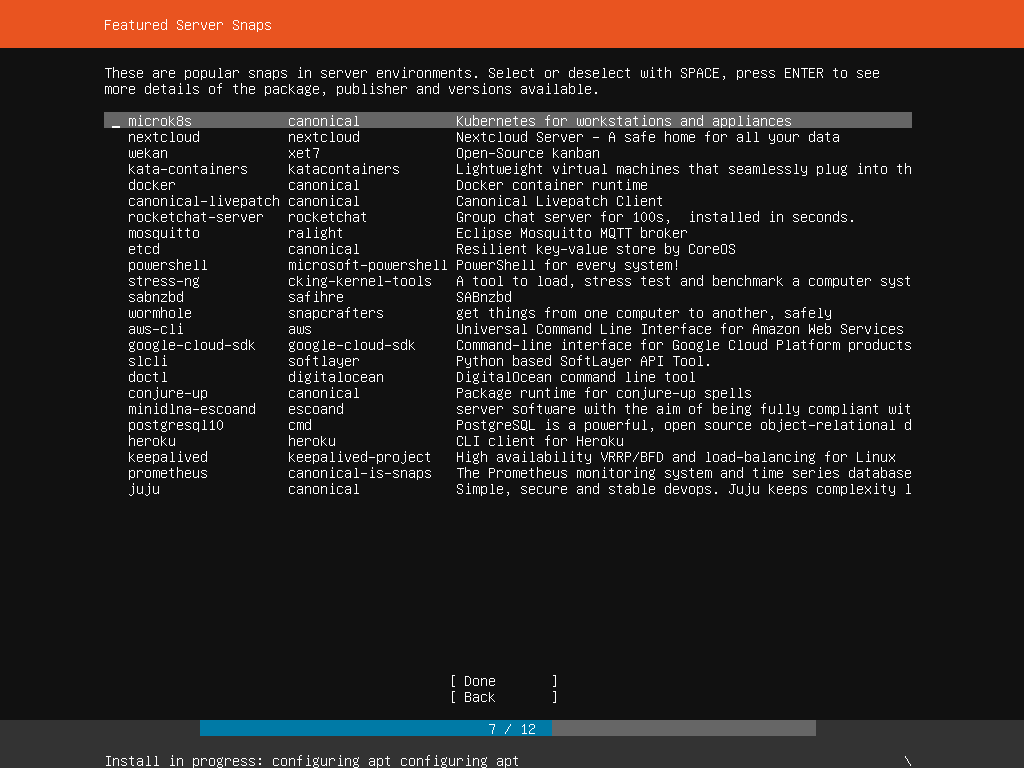 Featured Server Snaps
These are popular snaps in server environments. Select or deselect with SPACE, press ENTER to see
more details of the package, publisher and versions available.
microk8s canonical Kubernetes for workstations and appliances
nextcloud nextcloud Nextcloud Server - A safe home for all your data
wekan xet7 Open-Source kanban
kata-containers katacontainers Lightweight virtual machines that seamlessly plug into th
docker canonical Docker container runtime
canonical-livepatch canonical Canonical Livepatch Client
rocketchat-server rocketchat Group chat server for 100s,  installed in seconds.
mosquitto ralight Eclipse Mosquitto MQTT broker
etcd canonical Resilient key-value store by CoreOS
powershell microsoft-powershell PowerShell for every system!
stress-ng cking-kernel-tools A tool to load, stress test and benchmark a computer syst
sabnzbd safihre SABnzbd
wormhole snapcrafters get things from one computer to another, safely
aws-cli aws Universal Command Line Interface for Amazon Web Services
google-cloud-sdk google-cloud-sdk Command-line interface for Google Cloud Platform products
slcli softlayer Python based SoftLayer API Tool.
doctl digitalocean DigitalOcean command line tool
conjure-up canonical Package runtime for conjure-up spells
minidlna-escoand escoand server software with the aim of being fully compliant wit
postgresql10 cmd PostgreSQL is a powerful, open source object-relational d
heroku heroku CLI client for Heroku
keepalived keepalived-project High availability VRRP/BFD and load-balancing for Linux
prometheus canonical-is-snaps The Prometheus monitoring system and time series database
juju canonical Simple, secure and stable devops. Juju keeps complexity l
[ Done ]
[ Back ]
7 / 12
Install in progress: configuring apt configuring apt \